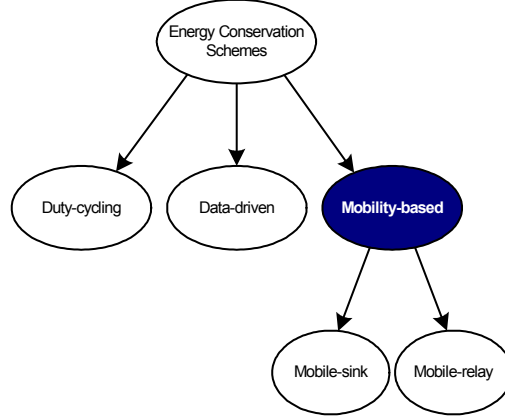 Energy Conservation
Schemes
Duty-cycling
Data-driven
Mobility-based
Mobile-sink
Mobile-relay